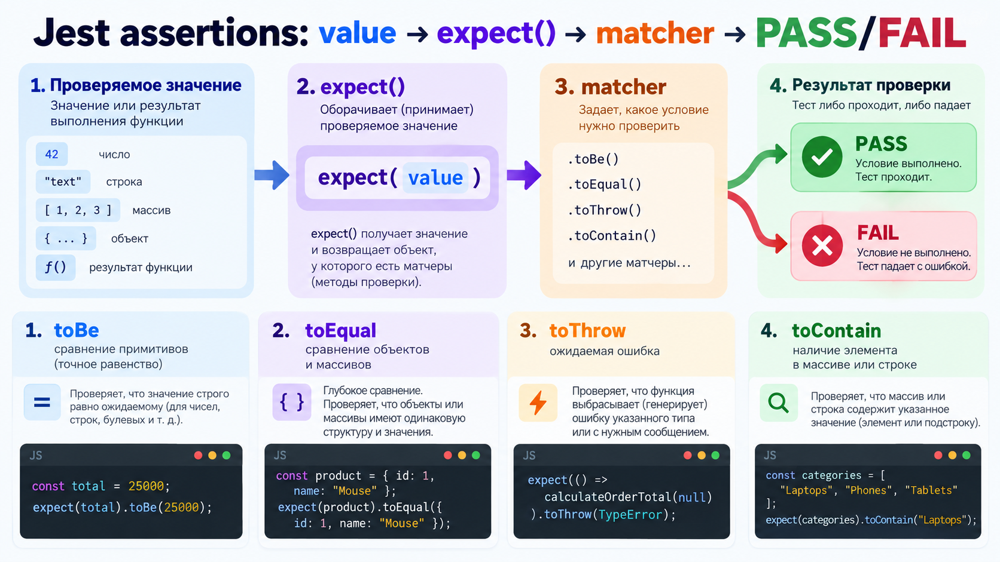 Jest assertions: value → expect() → matcher → PASS/FAIL
1. Проверяемое значение
Значение или результат
выполнения функции
42 число
"text" строка
[ 1, 2, 3 ] массив
{ ... } объект
f() результат функции
2. expect()
Оборачивает (принимает)
проверяемое значение
expect( value )
expect() получает значение
и возвращает объект,
у которого есть матчеры
(методы проверки).
3. matcher
Задает, какое условие
нужно проверить
.toBe()
.toEqual()
.toThrow()
.toContain()
и другие матчеры...
4. Результат проверки
Тест либо проходит, либо падает
PASS
Условие выполнено.
Тест проходит.
FAIL
Условие не выполнено.
Тест падает с ошибкой.
1. toBe
сравнение примитивов
(точное равенство)
=
Проверяет, что значение строго
равно ожидаемому (для чисел,
строк, булевых и т. д.).
JS
const total = 25000;
expect(total).toBe(25000);
2. toEqual
сравнение объектов
и массивов
{ }
Глубокое сравнение.
Проверяет, что объекты или
массивы имеют одинаковую
структуру и значения.
JS
const product = { id: 1,
name: "Mouse" };
expect(product).toEqual({
id: 1, name: "Mouse" });
3. toThrow
ожидаемая ошибка
Проверяет, что функция
выбрасывает (генерирует)
ошибку указанного типа
или с нужным сообщением.
JS
expect(() =>
calculateOrderTotal(null)
).toThrow(TypeError);
4. toContain
наличие элемента
в массиве или строке
Проверяет, что массив или
строка содержит указанное
значение (элемент или подстроку).
JS
const categories = [
"Laptops", "Phones", "Tablets"
];
expect(categories).toContain("Laptops");